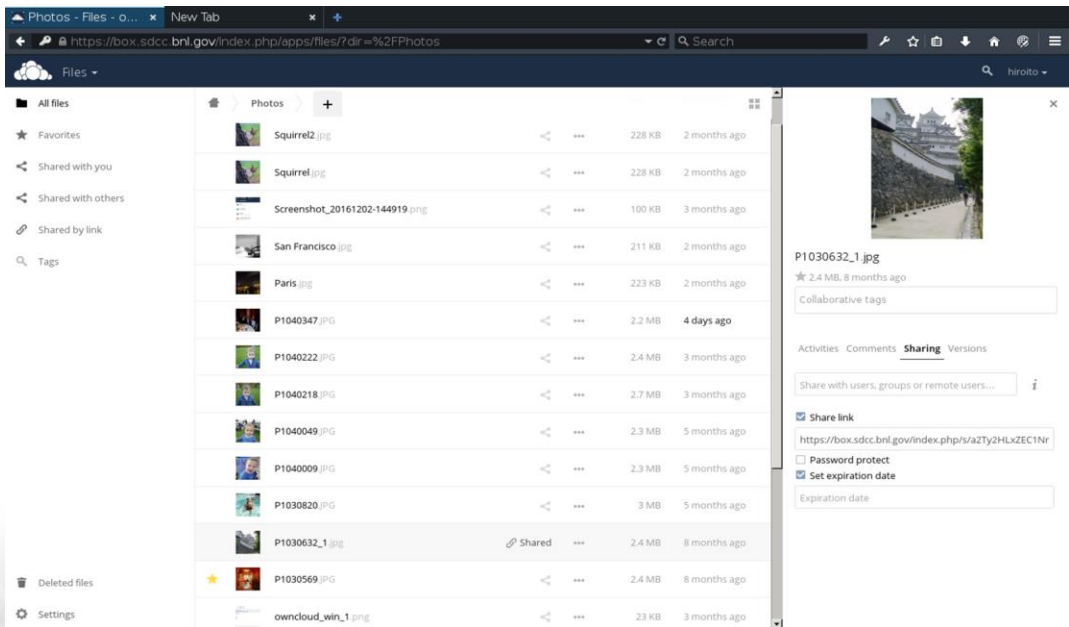 Photos - Files - o... × New Tab × +
https://box.sdcc.bnl.gov/index.php/apps/files/?dir=%2FPhotos Search
Files hiroito
All files
Favorites
Shared with you
Shared with others
Shared by link
Tags
Deleted files
Settings
Photos +
Squirrel2.jpg ... 228 KB 2 months ago
Squirrel.jpg ... 228 KB 2 months ago
Screenshot_20161202-144919.png ... 100 KB 3 months ago
San Francisco.jpg ... 211 KB 2 months ago
Paris.jpg ... 223 KB 2 months ago
P1040347.JPG ... 2.2 MB 4 days ago
P1040222.JPG ... 2.4 MB 3 months ago
P1040218.JPG ... 2.7 MB 3 months ago
P1040049.JPG ... 2.3 MB 5 months ago
P1040009.JPG ... 2.3 MB 5 months ago
P1030820.JPG ... 3 MB 5 months ago
P1030632_1.jpg Shared ... 2.4 MB 8 months ago
P1030569.JPG ... 2.4 MB 8 months ago
owncloud_win_1.png ... 23 KB 3 months ago
×
P1030632_1.jpg
2.4 MB, 8 months ago
Collaborative tags
Activities Comments Sharing Versions
Share with users, groups or remote users... i
Share link
https://box.sdcc.bnl.gov/index.php/s/a2Ty2HLxZEC1Nr
Password protect
Set expiration date
Expiration date